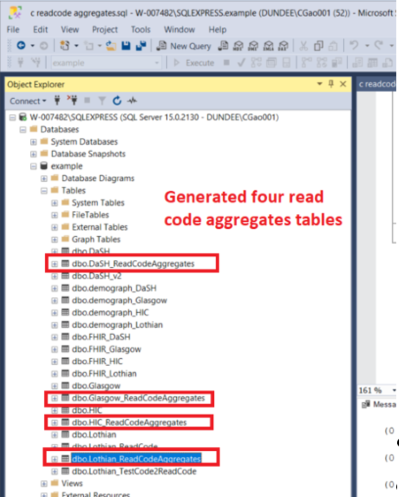 c readcode aggregates.sql - W-007482\SQLEXPRESS.example (DUNDEE\CGao001 (52)) - Microsoft
File Edit View Project Tools Window Help
New Query
example Execute
Object Explorer c readcod
Connect
W-007482\SQLEXPRESS (SQL Server 15.0.2130 - DUNDEE\CGao001)
Databases
System Databases
Database Snapshots
example
Database Diagrams
Tables
Generated four read
code aggregates tables
System Tables
FileTables
External Tables
Graph Tables
dbo.DaSH
dbo.DaSH_ReadCodeAggregates
dbo.DaSH_v2
dbo.demograph_DaSH
dbo.demograph_Glasgow
dbo.demograph_HIC
dbo.demograph_Lothian
dbo.FHIR_DaSH
dbo.FHIR_Glasgow
dbo.FHIR_HIC
dbo.FHIR_Lothian
dbo.Glasgow
dbo.Glasgow_ReadCodeAggregates
dbo.HIC
dbo.HIC_ReadCodeAggregates
dbo.Lothian
dbo.Lothian_ReadCode
dbo.Lothian_ReadCodeAggregates
dbo.Lothian_TestCode2ReadCode
Views
External Resources
161 %
Messa
(0
(0
(0